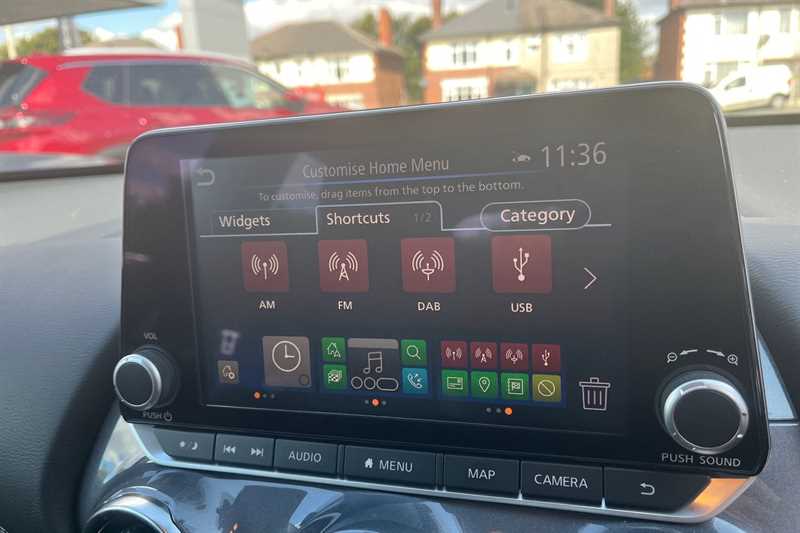 Customise Home Menu
11:36
To customise, drag items from the top to the bottom.
Widgets
Shortcuts 1/2
Category
AM
FM
DAB
USB
VOL
PUSH
PUSH SOUND
AUDIO
MENU
MAP
CAMERA